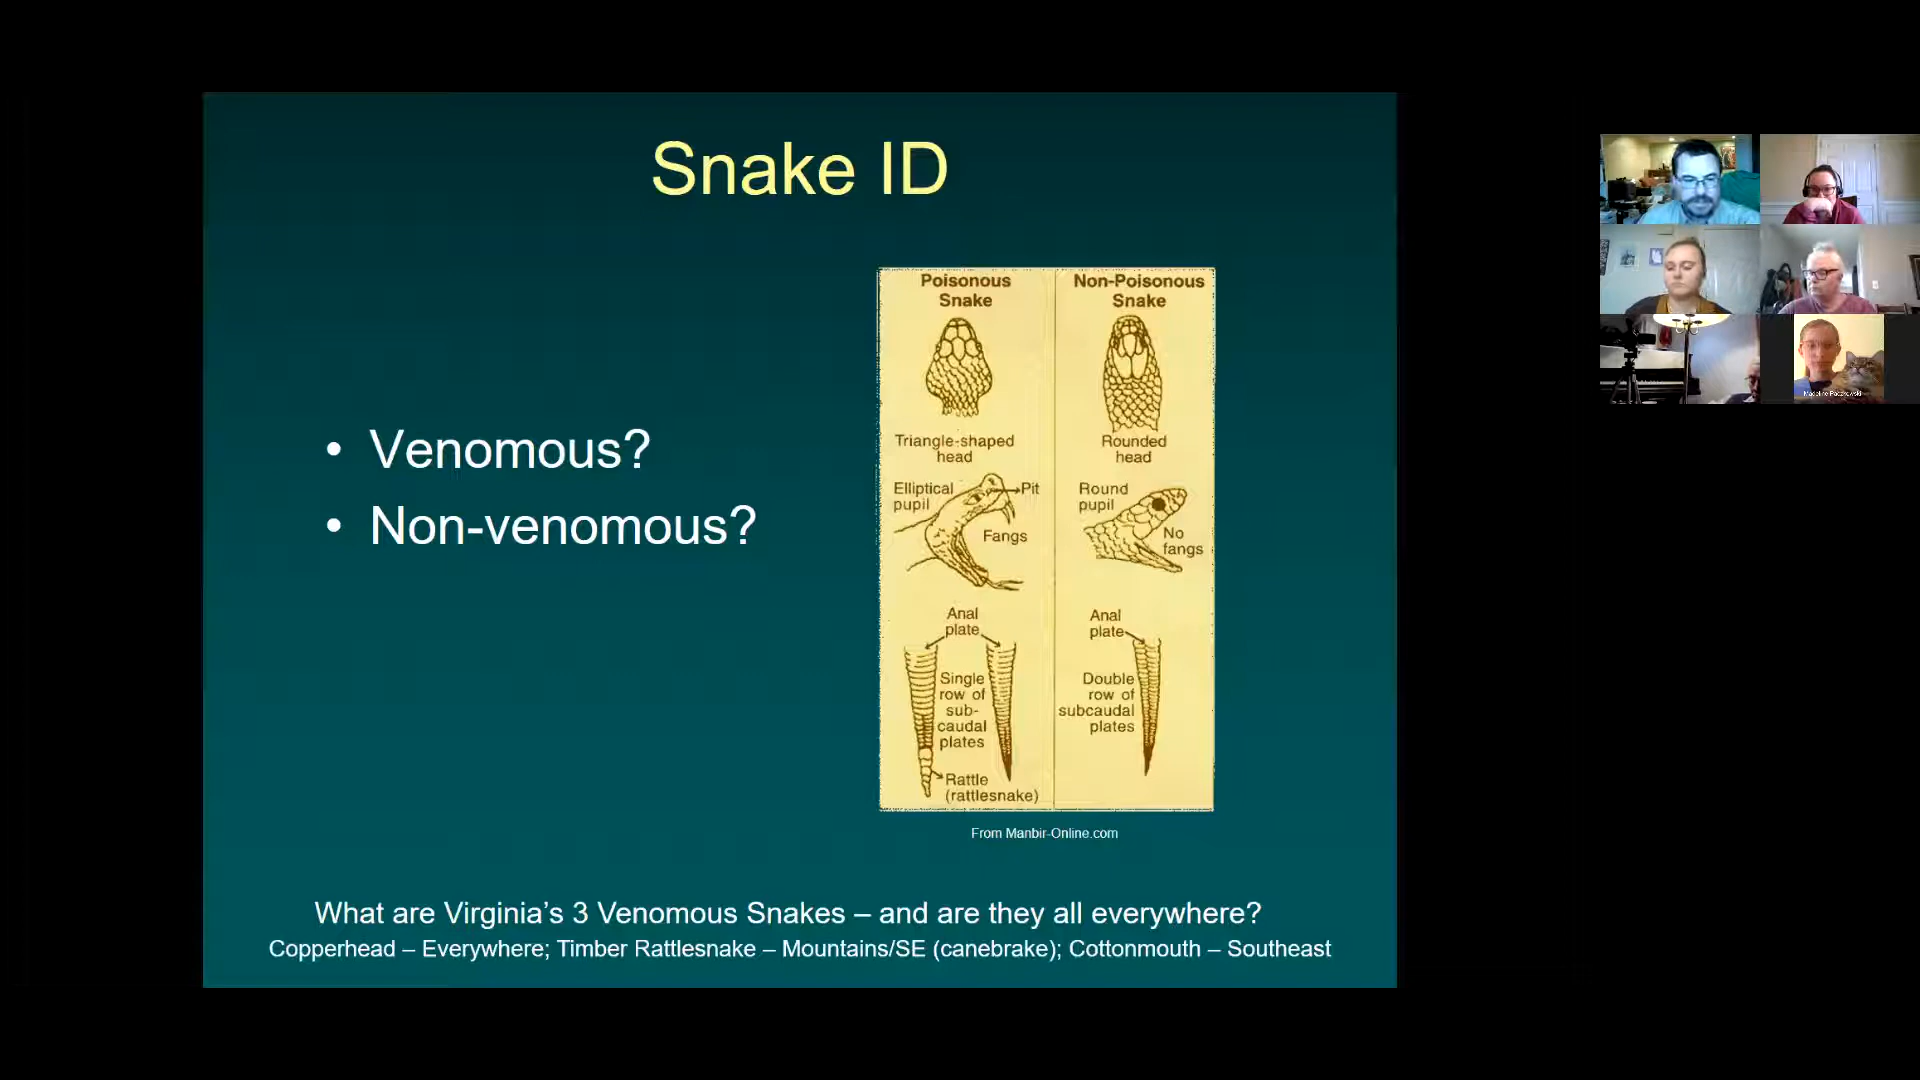 Snake ID
• Venomous?
• Non-venomous?
Poisonous
Snake
Non-Poisonous
Snake
Triangle-shaped
head
Rounded
head
Elliptical
pupil
Pit
Fangs
Round
pupil
No
fangs
Anal
plate
Single
row of
sub-
caudal
plates
Rattle
(rattlesnake)
Anal
plate
Double
row of
subcaudal
plates
From Manbir-Online.com
What are Virginia’s 3 Venomous Snakes – and are they all everywhere?
Copperhead – Everywhere; Timber Rattlesnake – Mountains/SE (canebrake); Cottonmouth – Southeast
Madeline Paczkowski